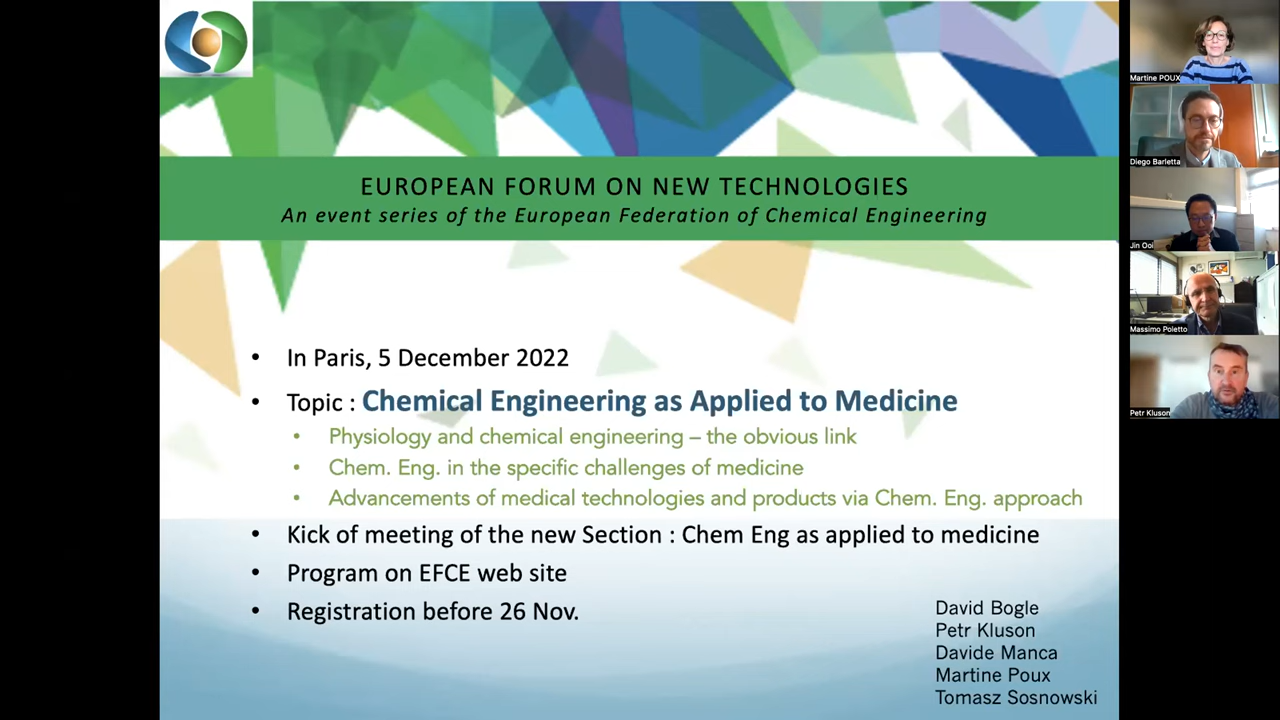 EUROPEAN FORUM ON NEW TECHNOLOGIES
An event series of the European Federation of Chemical Engineering
• In Paris, 5 December 2022
• Topic : Chemical Engineering as Applied to Medicine
• Physiology and chemical engineering – the obvious link
• Chem. Eng. in the specific challenges of medicine
• Advancements of medical technologies and products via Chem. Eng. approach
• Kick of meeting of the new Section : Chem Eng as applied to medicine
• Program on EFCE web site
• Registration before 26 Nov.
David Bogle
Petr Kluson
Davide Manca
Martine Poux
Tomasz Sosnowski
Martine POUX
Diego Barletta
Jin Ooi
Massimo Poletto
Petr Kluson